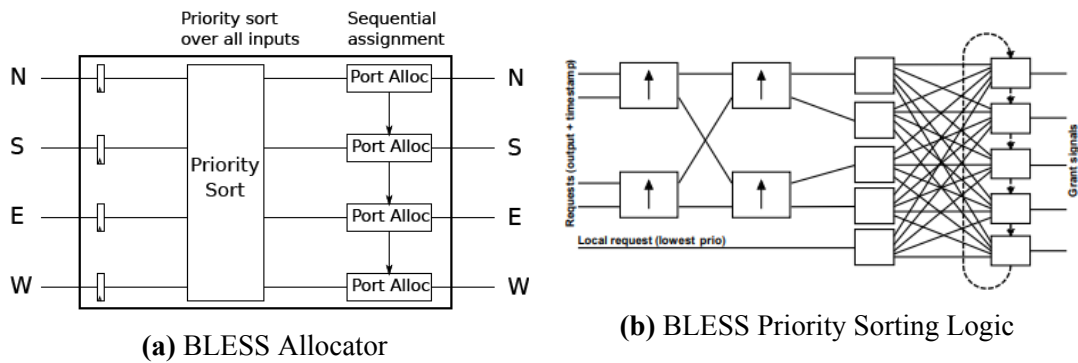 Priority sort
over all inputs
Sequential
assignment
N
Port Alloc
N
S
Port Alloc
S
Priority
Sort
E
Port Alloc
E
W
Port Alloc
W
(a) BLESS Allocator
Requests (output + timestamp)
Local request (lowest prio)
Grant signals
(b) BLESS Priority Sorting Logic